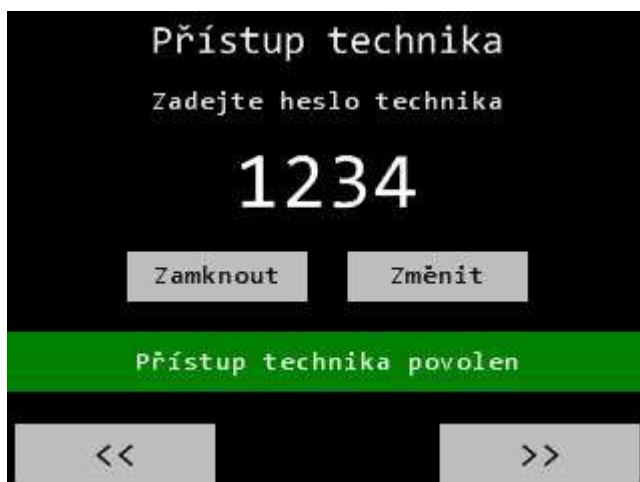 Přístup technika
Zadejte heslo technika
1234
Zamknout Změnit
Přístup technika povolen
<< >>